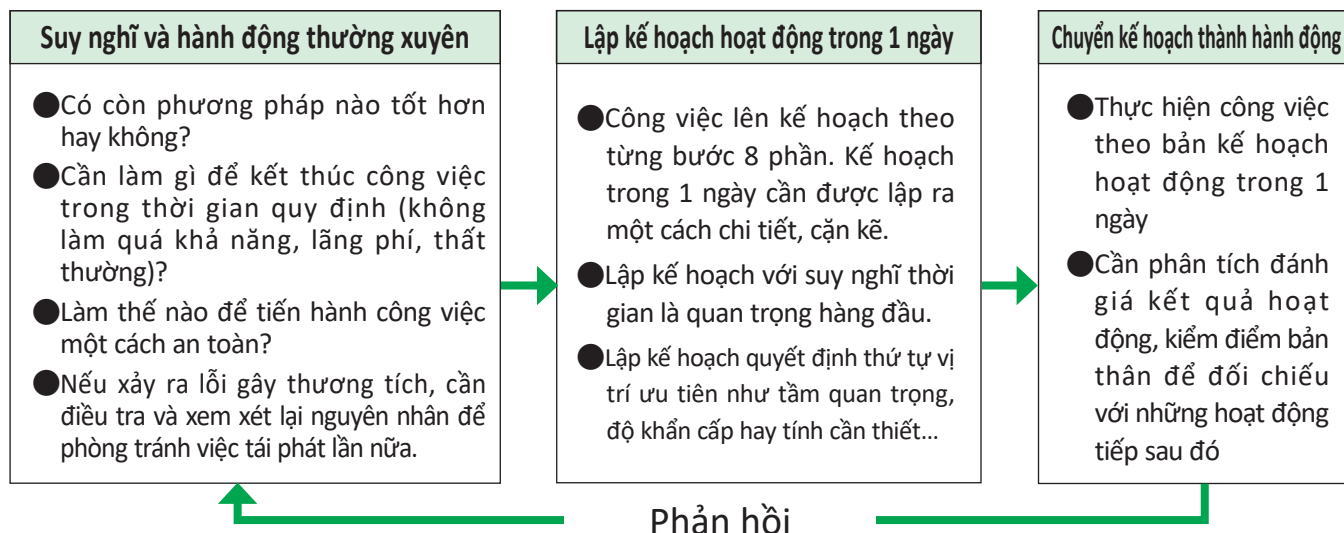 Suy nghĩ và hành động thường xuyên
●Có còn phương pháp nào tốt hơn
hay không?
●Cần làm gì để kết thúc công việc
trong thời gian quy định (không
làm quá khả năng, lãng phí, thất
thường)?
●Làm thế nào để tiến hành công việc
một cách an toàn?
●Nếu xảy ra lỗi gây thương tích, cần
điều tra và xem xét lại nguyên nhân để
phòng tránh việc tái phát lần nữa.
Lập kế hoạch hoạt động trong 1 ngày
●Công việc lên kế hoạch theo
từng bước 8 phần. Kế hoạch
trong 1 ngày cần được lập ra
một cách chi tiết, cặn kẽ.
●Lập kế hoạch với suy nghĩ thời
gian là quan trọng hàng đầu.
●Lập kế hoạch quyết định thứ tự vị
trí ưu tiên như tầm quan trọng,
độ khẩn cấp hay tính cần thiết...
Chuyển kế hoạch thành hành động
●Thực hiện công việc
theo bản kế hoạch
hoạt động trong 1
ngày
●Cần phân tích đánh
giá kết quả hoạt
động, kiểm điểm bản
thân để đối chiếu
với những hoạt động
tiếp sau đó
Phản hồi